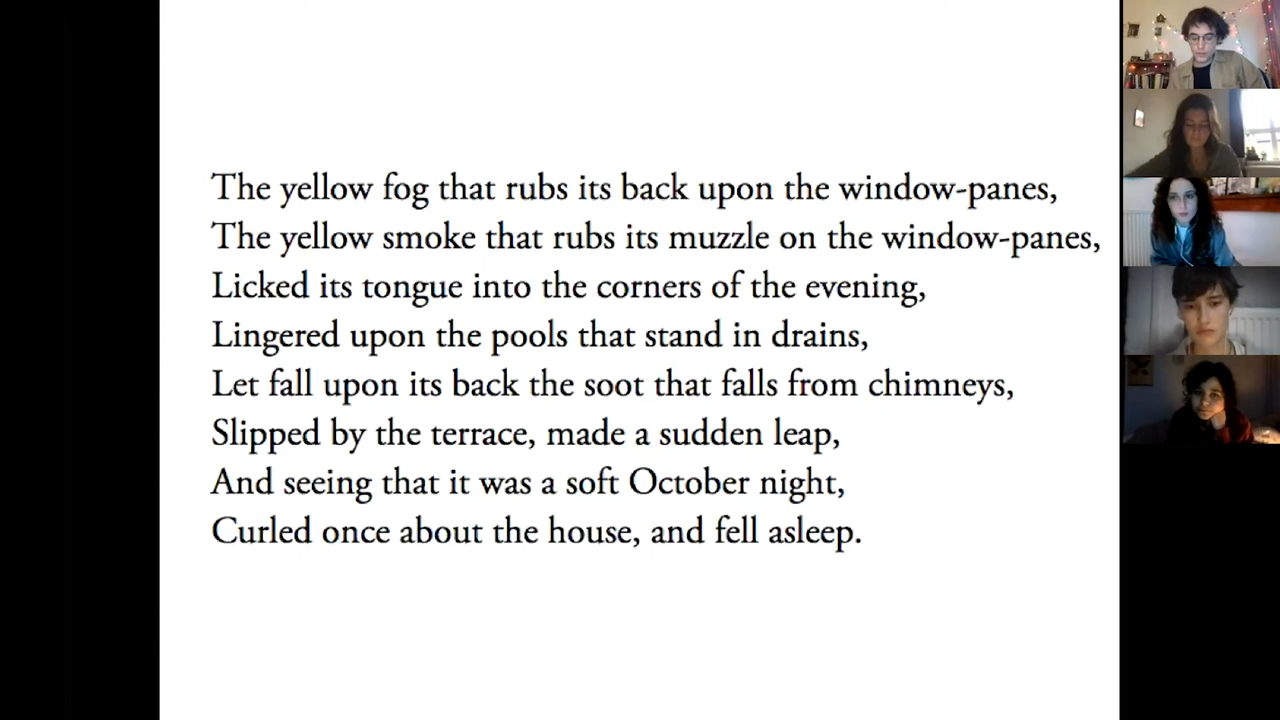 The yellow fog that rubs its back upon the window-panes,
The yellow smoke that rubs its muzzle on the window-panes,
Licked its tongue into the corners of the evening,
Lingered upon the pools that stand in drains,
Let fall upon its back the soot that falls from chimneys,
Slipped by the terrace, made a sudden leap,
And seeing that it was a soft October night,
Curled once about the house, and fell asleep.